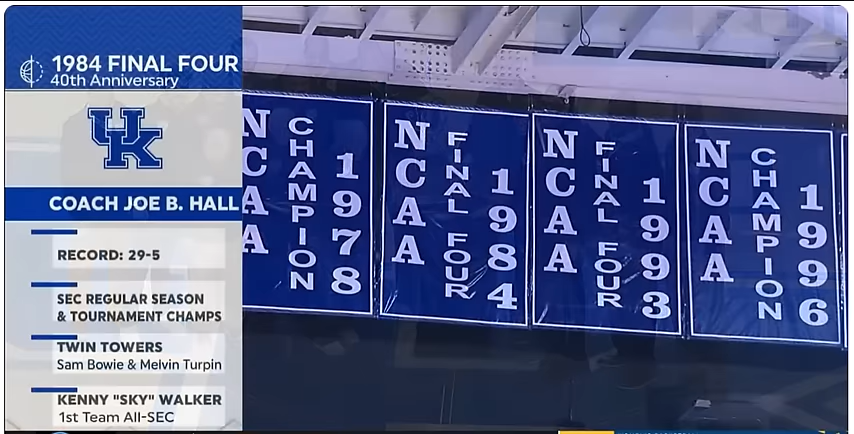 1984 FINAL FOUR
40th Anniversary
UK
COACH JOE B. HALL
RECORD: 29-5
SEC REGULAR SEASON
& TOURNAMENT CHAMPS
TWIN TOWERS
Sam Bowie & Melvin Turpin
KENNY "SKY" WALKER
1st Team All-SEC
NCAA CHAMPION 1978
NCAA FINAL FOUR 1984
NCAA FINAL FOUR 1993
NCAA CHAMPION 1996